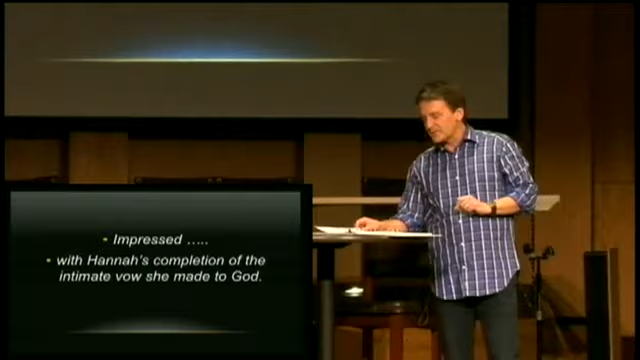 • Impressed …..
• with Hannah's completion of the
intimate vow she made to God.